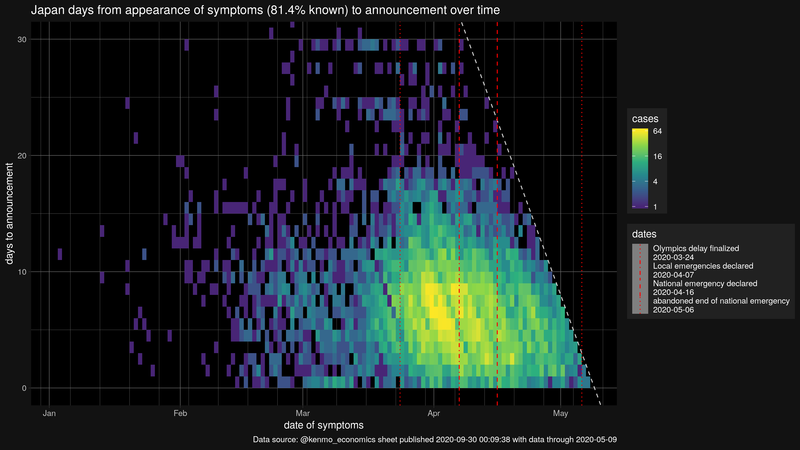 Japan days from appearance of symptoms (81.4% known) to announcement over time
30
20
10
0
days to announcement
Jan
Feb
Mar
Apr
May
date of symptoms
cases
64
16
4
1
dates
Olympics delay finalized
2020-03-24
Local emergencies declared
2020-04-07
National emergency declared
2020-04-16
abandoned end of national emergency
2020-05-06
Data source: @kenmo_economics sheet published 2020-09-30 00:09:38 with data through 2020-05-09